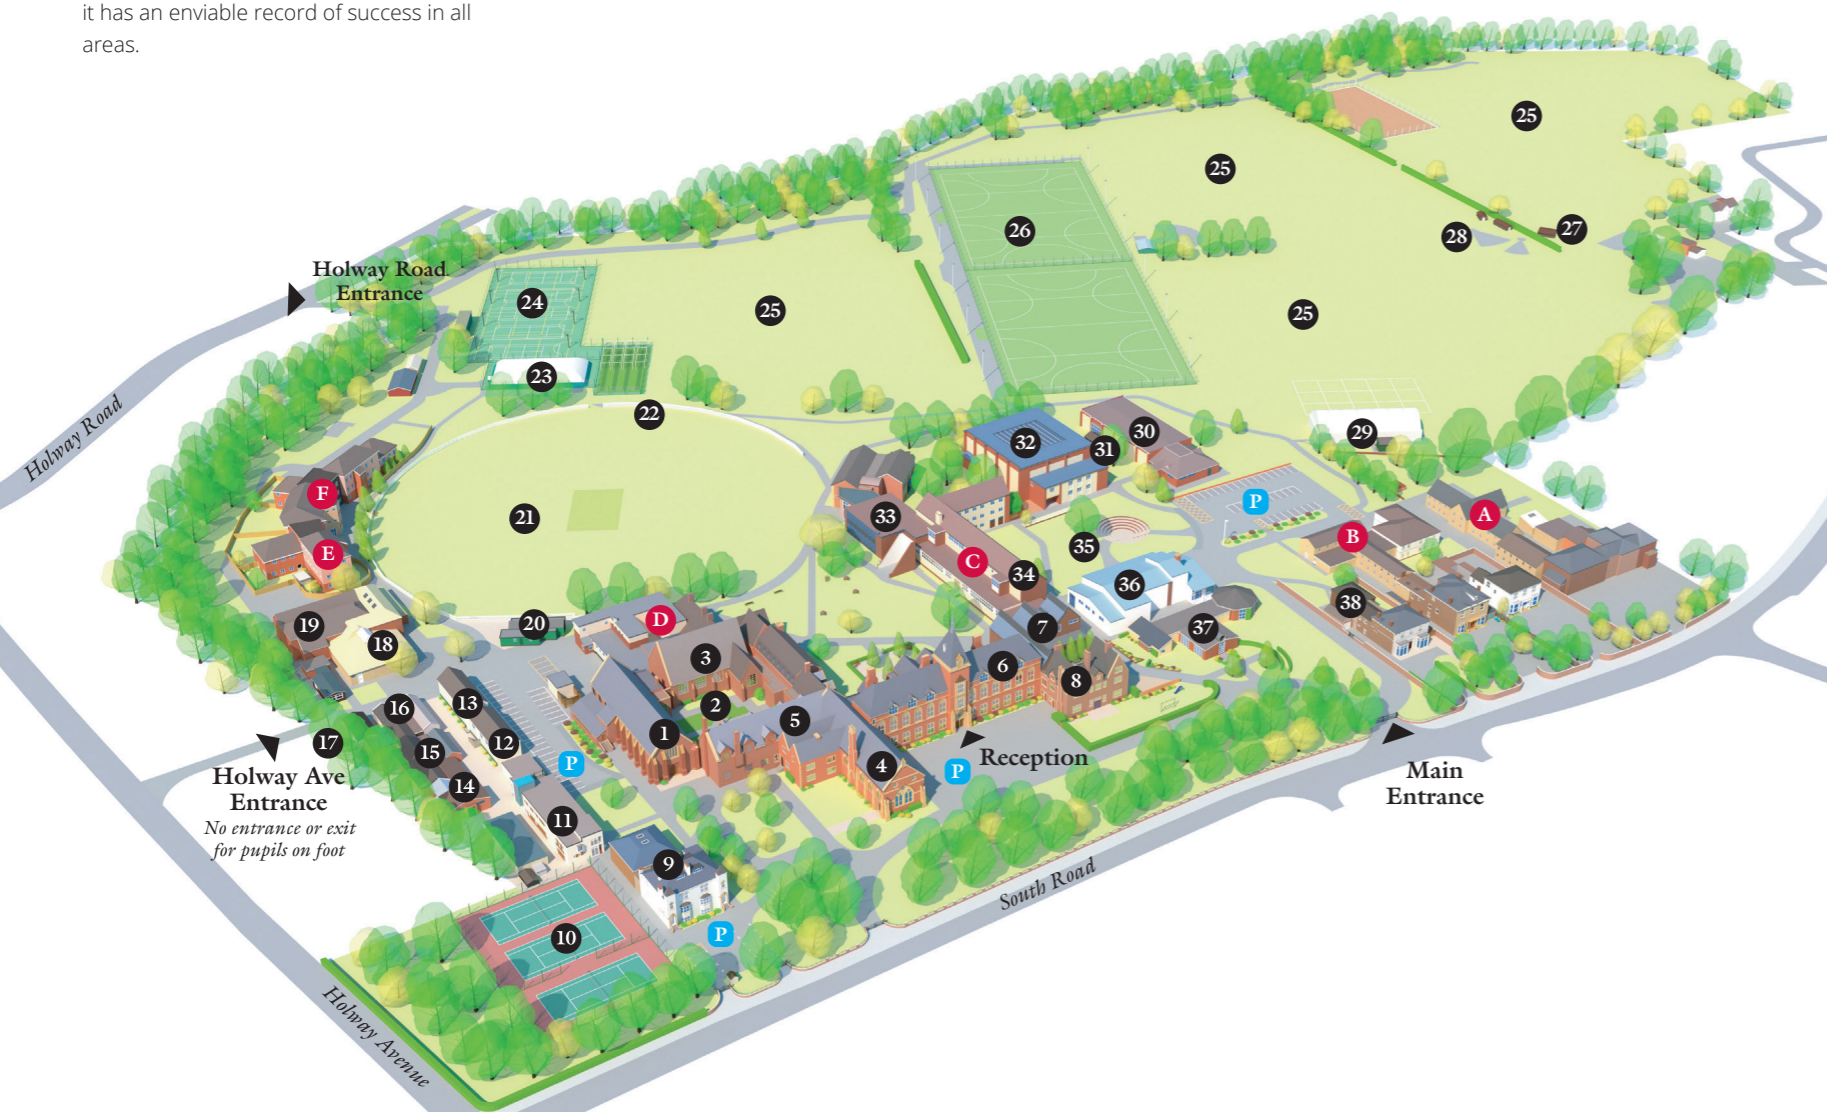 it has an enviable record of success in all
areas.
25
25
26
28
27
Holway Road
Entrance
24
25
25
23
22
Holway Road
29
30
32
31
F
21
P
A
33
B
E
35
C
34
36
38
20
D
19
7
37
18
3
6
8
16
13
2
5
1
17
15
12
Holway Ave
Entrance
No entrance or exit
for pupils on foot
14
P
4
P
Reception
Main
Entrance
11
9
South Road
10
P
Holway Avenue